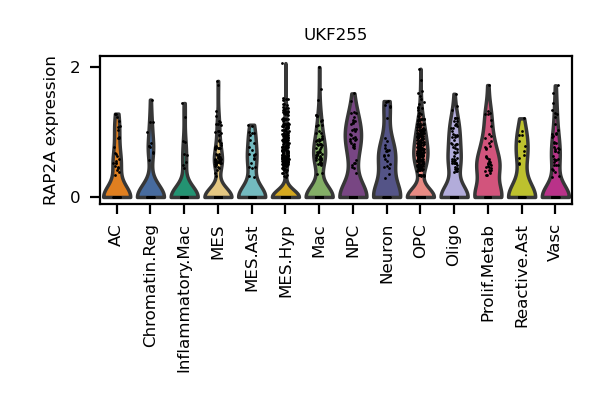 UKF255
RAP2A expression
2
0
AC
Chromatin.Reg
Inflammatory.Mac
MES
MES.Ast
MES.Hyp
Mac
NPC
Neuron
OPC
Oligo
Prolif.Metab
Reactive.Ast
Vasc